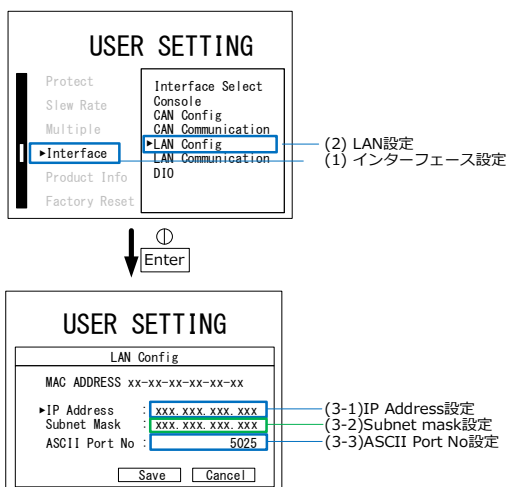 USER SETTING
Protect
Slew Rate
Multiple
►Interface
Product Info
Factory Reset
Interface Select
Console
CAN Config
CAN Communication
►LAN Config
LAN Communication
DIO
(2) LAN設定
(1) インターフェース設定
Enter
USER SETTING
LAN Config
MAC ADDRESS xx-xx-xx-xx-xx-xx
►IP Address : xxx.xxx.xxx.xxx
Subnet Mask : xxx.xxx.xxx.xxx
ASCII Port No : 5025
(3-1)IP Address設定
(3-2)Subnet mask設定
(3-3)ASCII Port No設定
Save Cancel